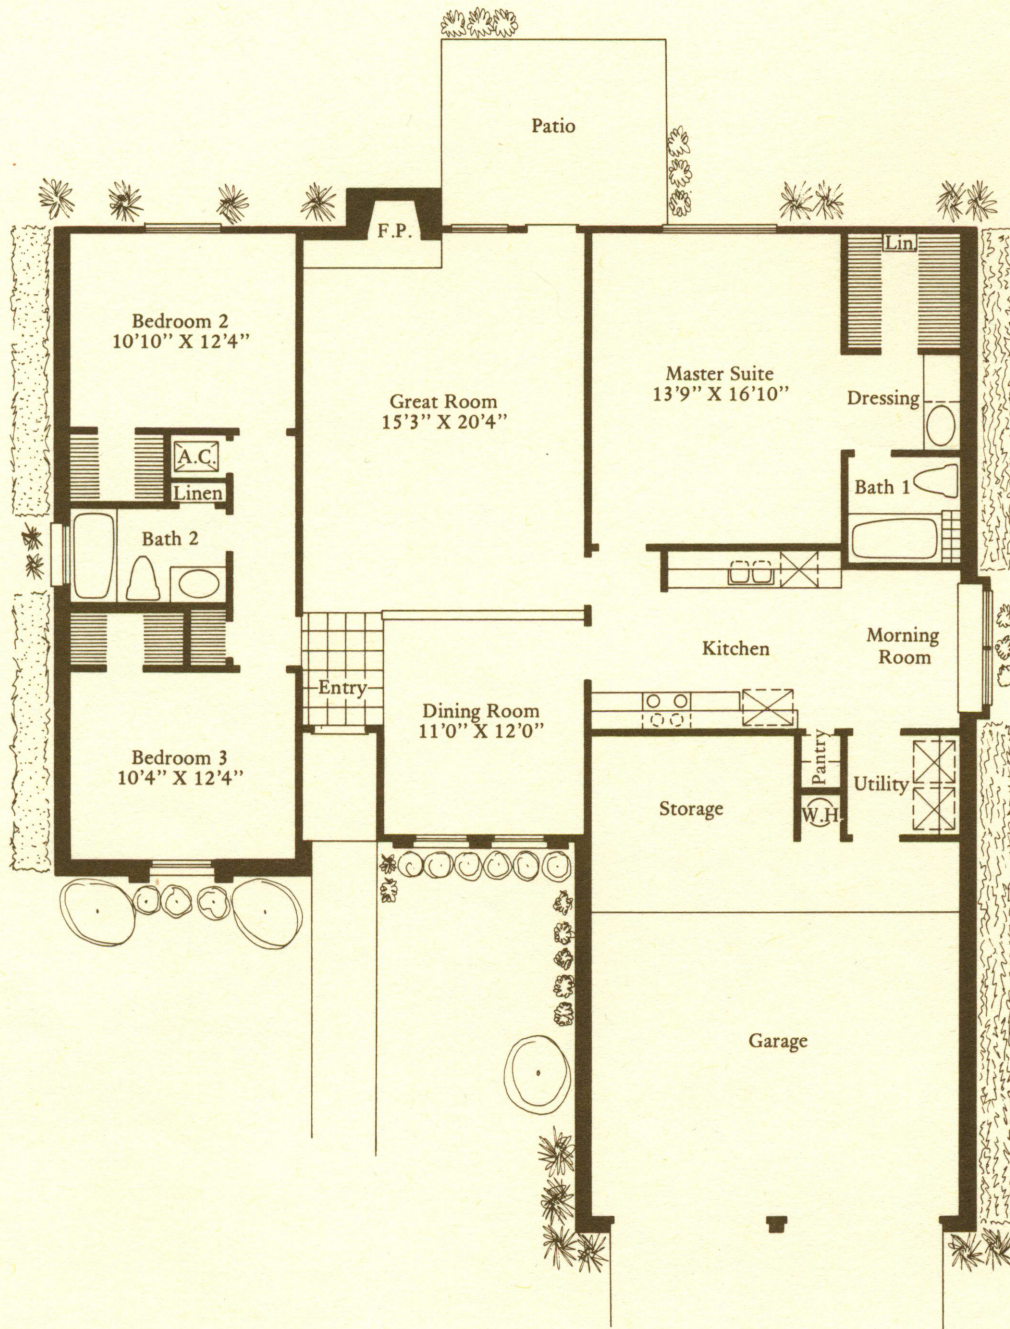 Patio
F.P.
Lin.
Bedroom 2
10'10" X 12'4"
Great Room
15'3" X 20'4"
Master Suite
13'9" X 16'10"
Dressing
A.C.
Linen
Bath 1
Bath 2
Kitchen
Morning
Room
Entry
Dining Room
11'0" X 12'0"
Bedroom 3
10'4" X 12'4"
Pantry
Utility
Storage
W.H.
Garage